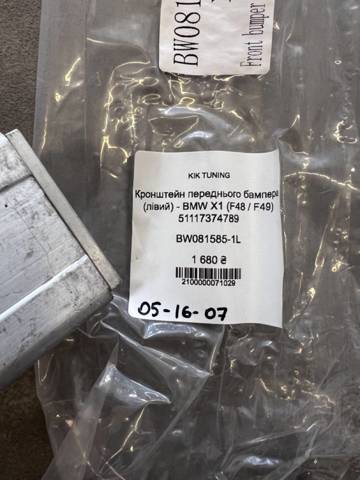 BW081
Front bumper
KIK TUNING
Кронштейн переднього бампера
(лівий) - BMW X1 (F48 / F49)
51117374789
BW081585-1L
1 680 ₴
2100000071029
05-16-07